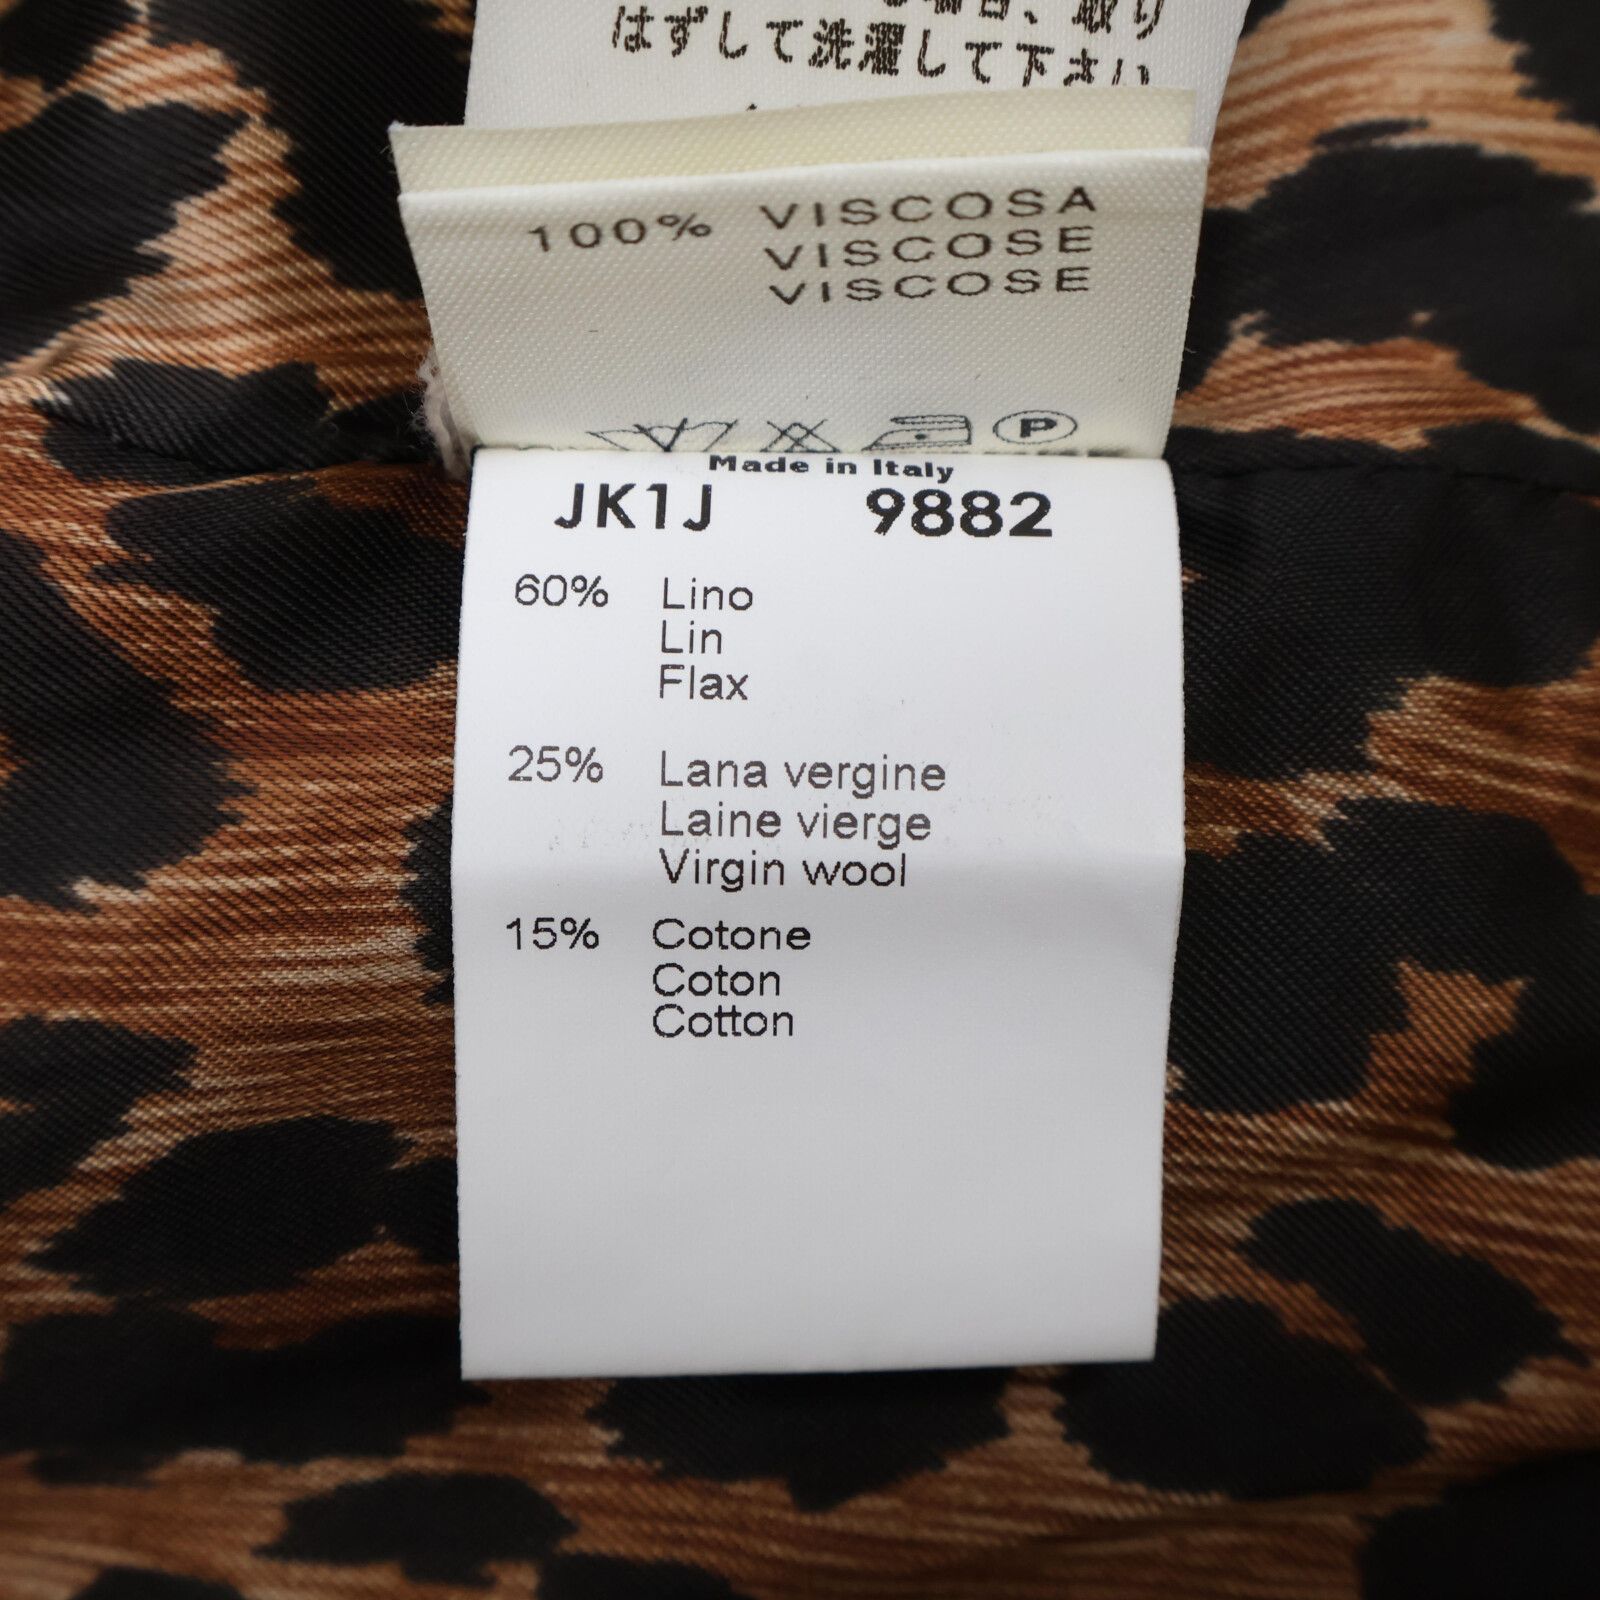 はずして洗濯して下さい
100% VISCOSA
VISCOSE
VISCOSE
P
Made in Italy
JK1J 9882
60% Lino
Lin
Flax
25% Lana vergine
Laine vierge
Virgin wool
15% Cotone
Coton
Cotton